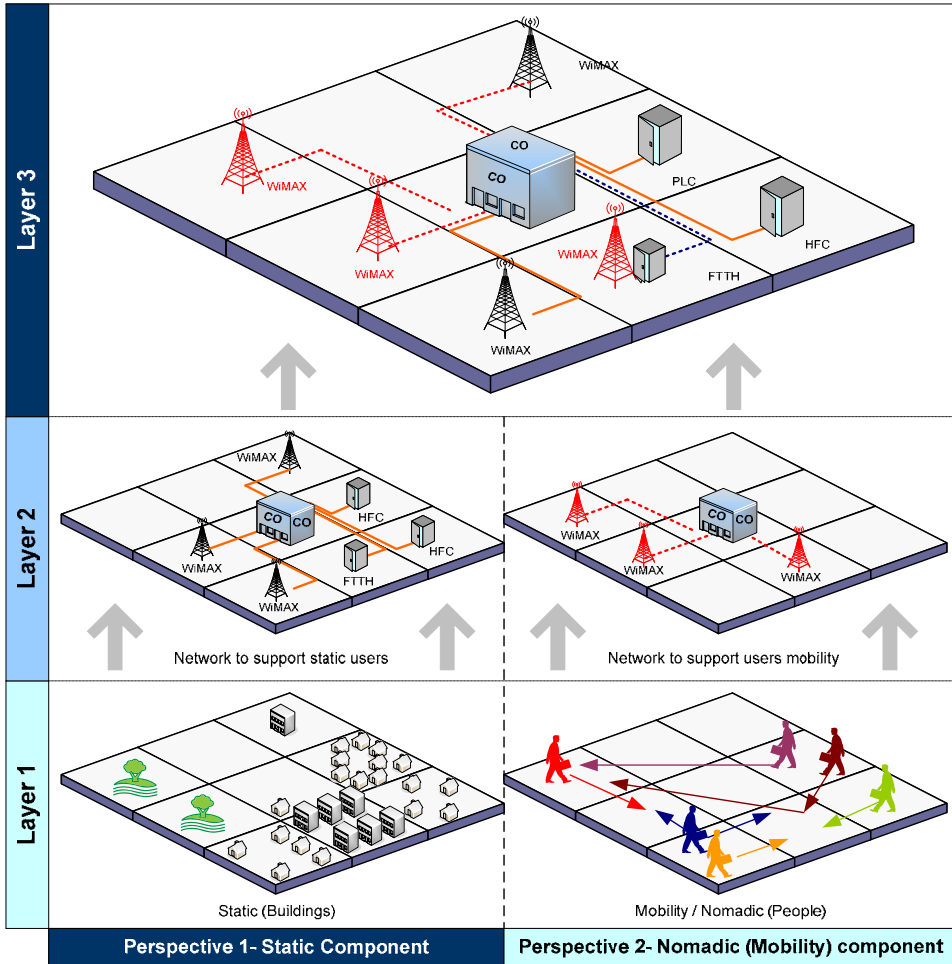 Layer 3
WiMAX
CO
CO
WiMAX
PLC
WiMAX
WiMAX
HFC
FTTH
WiMAX
Layer 2
WiMAX
HFC
CO
CO
WiMAX
HFC
FTTH
WiMAX
Network to support static users
CO
CO
WiMAX
WiMAX
WiMAX
Network to support users mobility
Layer 1
Static (Buildings)
Mobility / Nomadic (People)
Perspective 1- Static Component
Perspective 2- Nomadic (Mobility) component